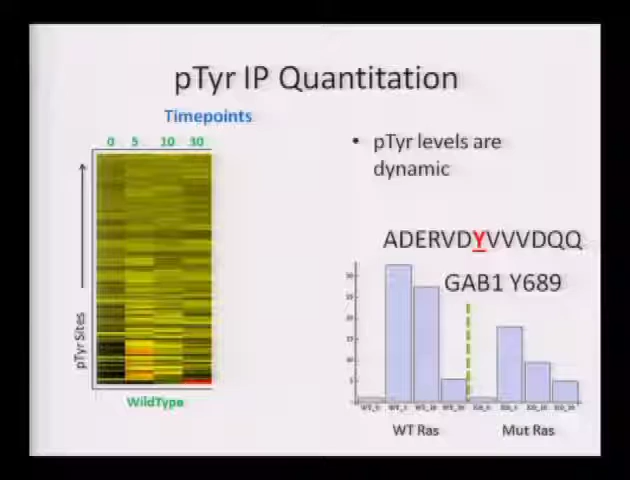 pTyr IP Quantitation
Timepoints
0 5 10 30
• pTyr levels are
dynamic
ADERVDYVVVDQQ
GAB1 Y689
pTyr Sites
WildType
WT Ras
Mut Ras